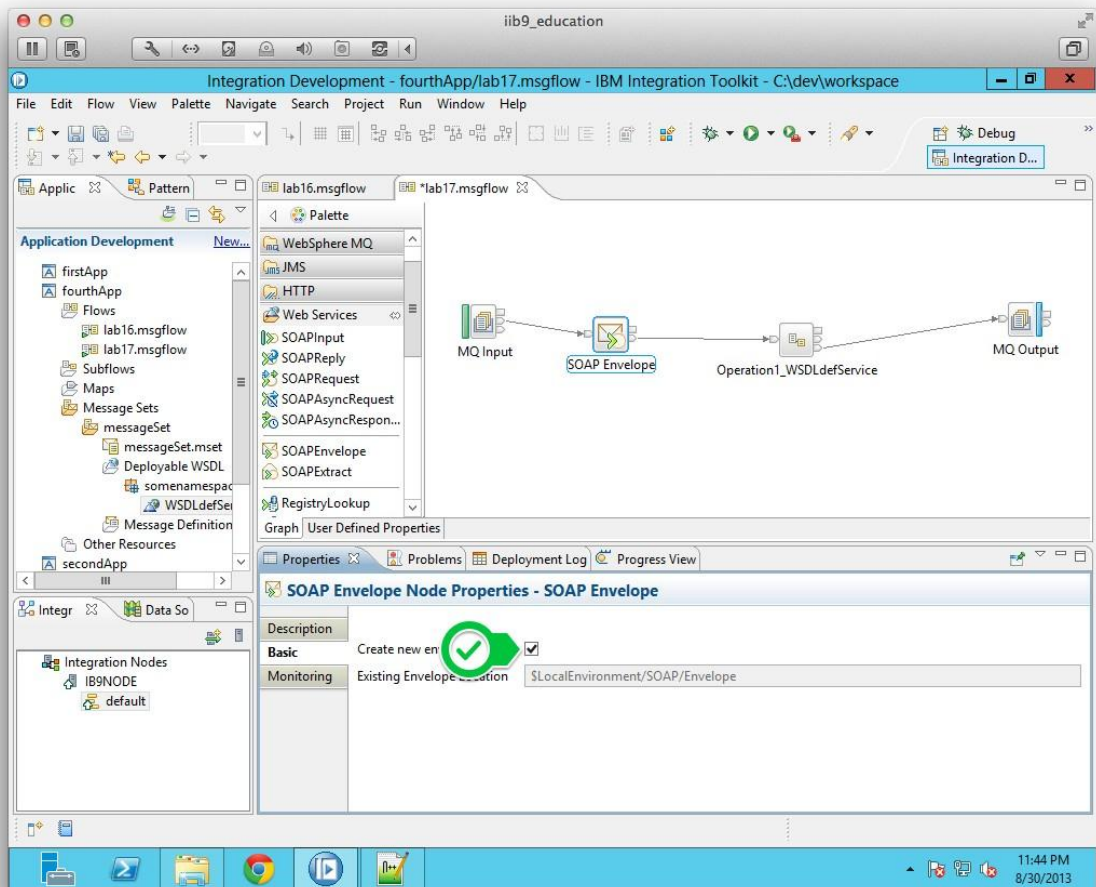 iib9_education
Integration Development - fourthApp/lab17.msgflow - IBM Integration Toolkit - C:\dev\workspace
File Edit Flow View Palette Navigate Search Project Run Window Help
Debug
Integration D...
Applic
Pattern
lab16.msgflow
*lab17.msgflow
Application Development
New...
firstApp
fourthApp
Flows
lab16.msgflow
lab17.msgflow
Subflows
Maps
Message Sets
messageSet
messageSet.mset
Deployable WSDL
somenamespac
WSDLdefSer
Message Definition
Other Resources
secondApp
Palette
WebSphere MQ
JMS
HTTP
Web Services
SOAPInput
SOAPReply
SOAPRequest
SOAPAsyncRequest
SOAPAsyncRespon...
SOAPEnvelope
SOAPExtract
RegistryLookup
Graph
User Defined Properties
MQ Input
SOAP Envelope
Operation1_WSDLdefService
MQ Output
Integr
Data So
Integration Nodes
IB9NODE
default
Properties
Problems
Deployment Log
Progress View
SOAP Envelope Node Properties - SOAP Envelope
Description
Basic
Monitoring
Create new en
Existing Envelope Location
$LocalEnvironment/SOAP/Envelope
11:44 PM
8/30/2013